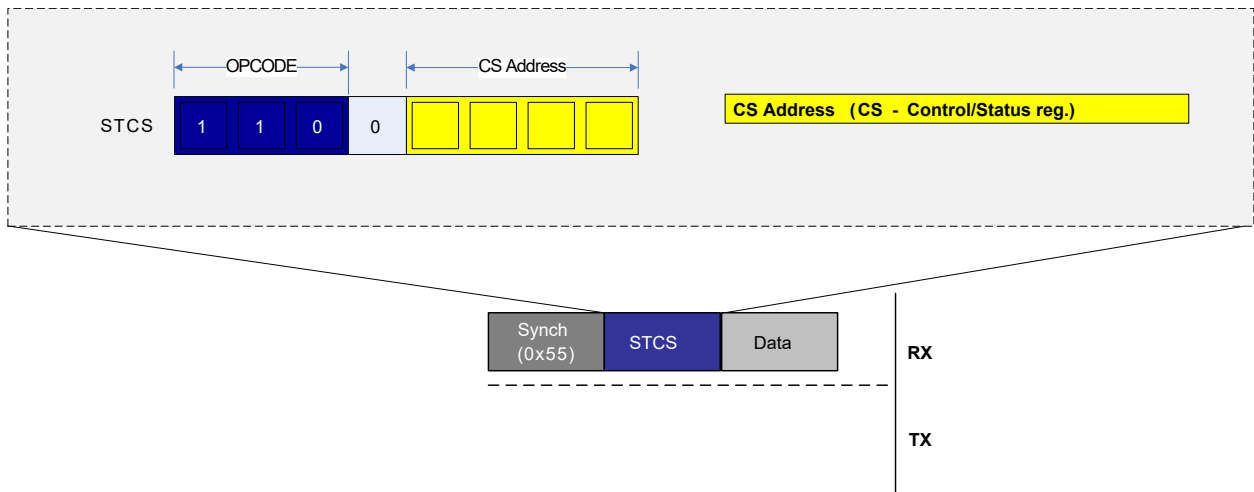 OPCODE
CS Address
STCS
1 1 0 0
CS Address (CS - Control/Status reg.)
Synch
(0x55)
STCS
Data
RX
TX